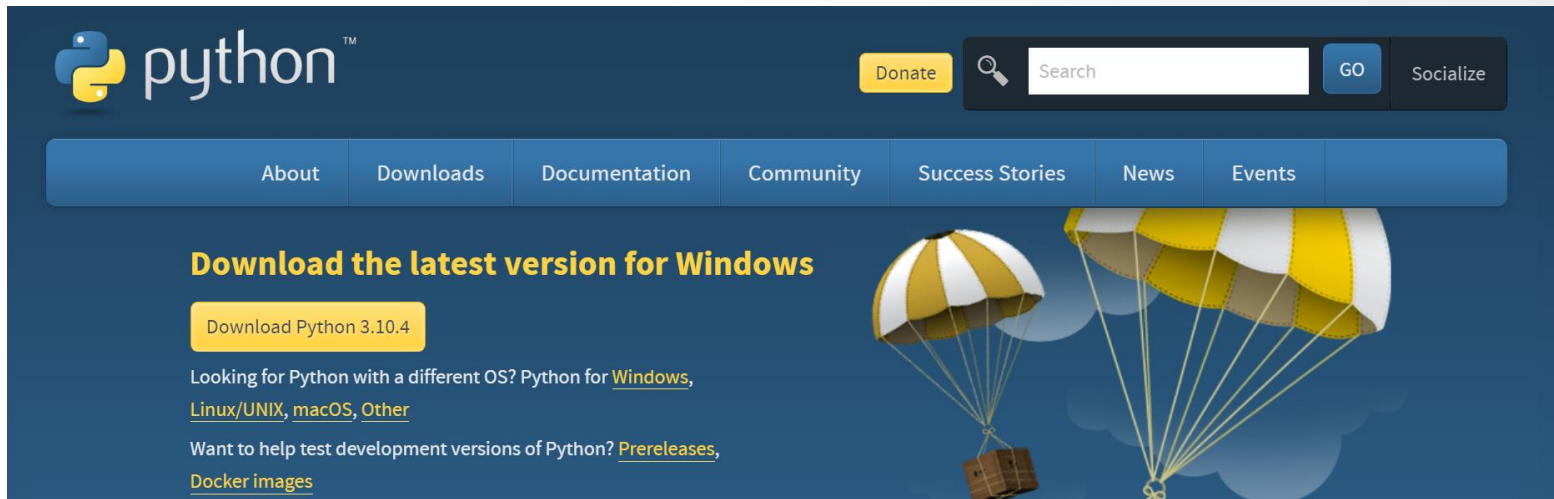 python™
Donate
Search
GO
Socialize
About
Downloads
Documentation
Community
Success Stories
News
Events
Download the latest version for Windows
Download Python 3.10.4
Looking for Python with a different OS? Python for Windows,
Linux/UNIX, macOS, Other
Want to help test development versions of Python? Prereleases,
Docker images